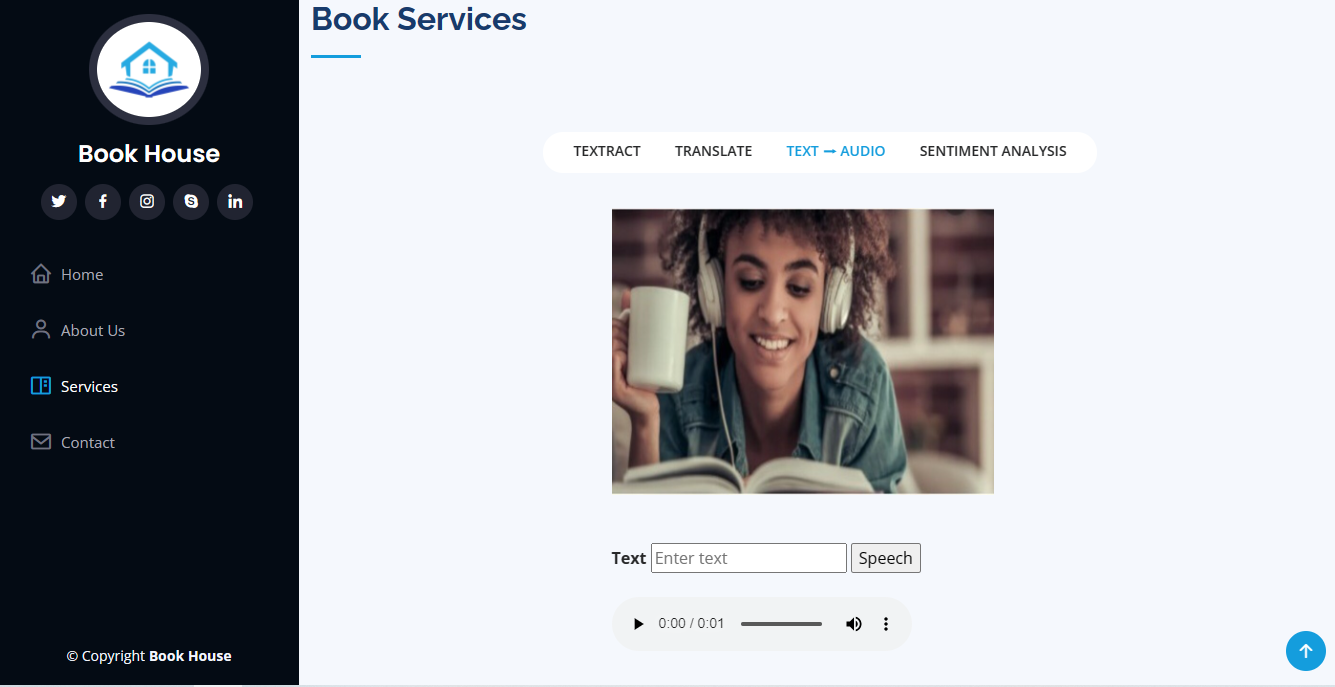 Book House
Home
About Us
Services
Contact
© Copyright Book House
Book Services
TEXTRACT TRANSLATE TEXT ➞ AUDIO SENTIMENT ANALYSIS
Text Enter text Speech
0:00 / 0:01